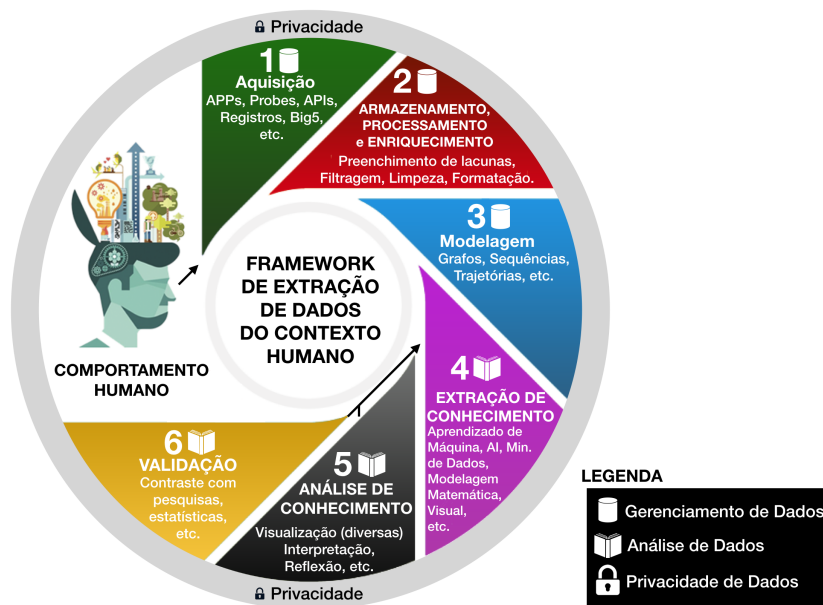 Privacidade
1
Aquisição
APPs, Probes, APIs,
Registros, Big5,
etc.
2
ARMAZENAMENTO,
PROCESSAMENTO
e ENRIQUECIMENTO
Preenchimento de lacunas,
Filtragem, Limpeza, Formatação.
3
Modelagem
Grafos, Sequências,
Trajetórias, etc.
FRAMEWORK
DE EXTRAÇÃO
DE DADOS
DO CONTEXTO
HUMANO
COMPORTAMENTO
HUMANO
4
EXTRAÇÃO DE
CONHECIMENTO
Aprendizado de
Máquina, AI, Min.
de Dados,
Modelagem
Matemática,
Visual,
etc.
5
ANÁLISE DE
CONHECIMENTO
Visualização (diversas)
Interpretação,
Reflexão, etc.
6
VALIDAÇÃO
Contraste com
pesquisas,
estatísticas,
etc.
Privacidade
LEGENDA
Gerenciamento de Dados
Análise de Dados
Privacidade de Dados